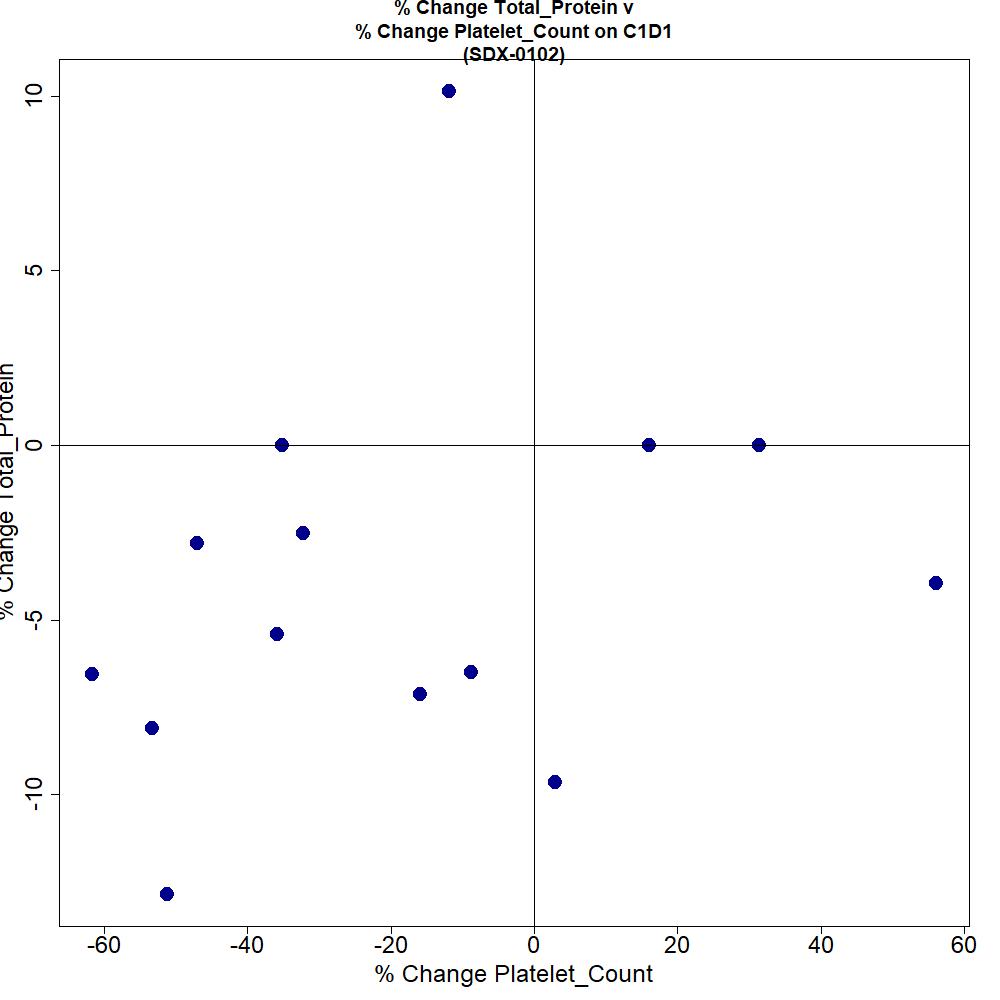 % Change Total_Protein v
% Change Platelet_Count on C1D1
(SDX-0102)
% Change Total_Protein
10
5
0
-5
-10
-60 -40 -20 0 20 40 60
% Change Platelet_Count